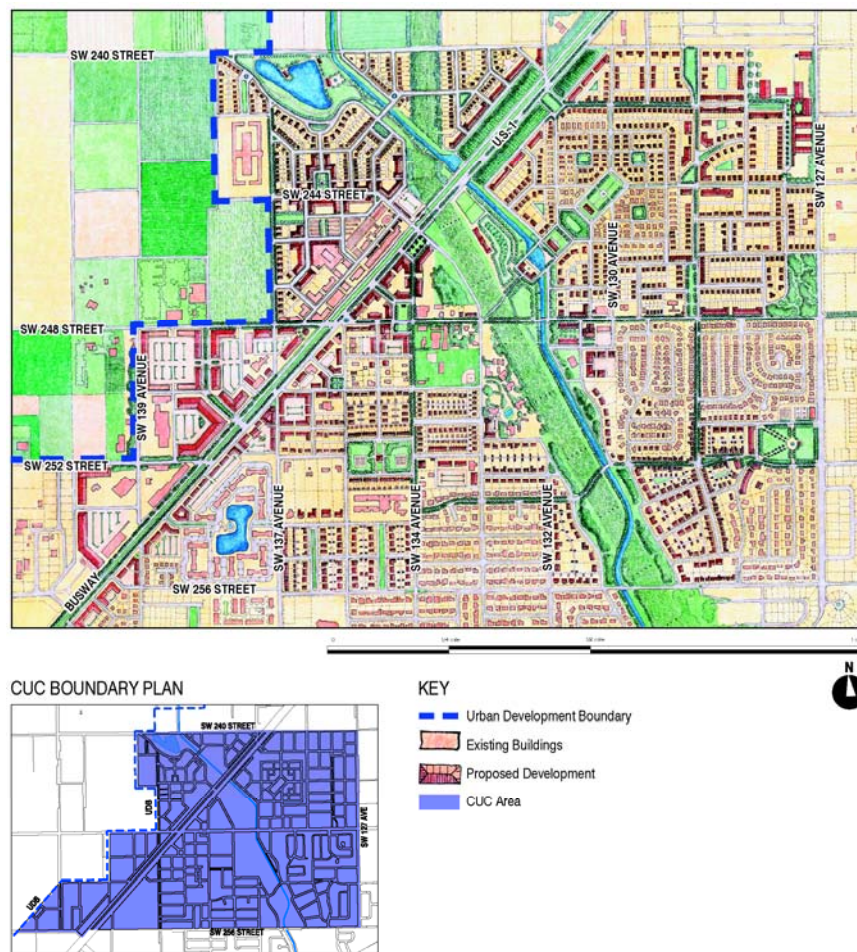 SW 240 STREET
U.S.-1
SW 127 AVENUE
SW 244 STREET
SW 130 AVENUE
SW 248 STREET
SW 139 AVENUE
SW 252 STREET
SW 137 AVENUE
SW 134 AVENUE
SW 132 AVENUE
BUSWAY
SW 256 STREET
0
N
CUC BOUNDARY PLAN
SW 240 STREET
UDB
SW 127 AVE
UDB
SW 256 STREET
KEY
Urban Development Boundary
Existing Buildings
Proposed Development
CUC Area